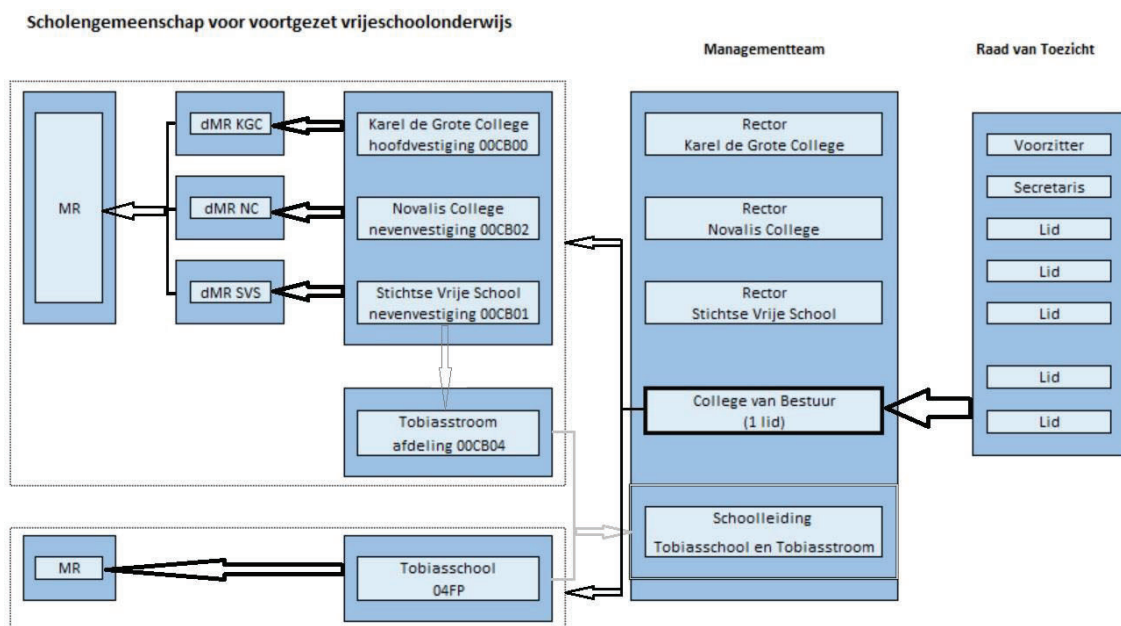 Scholengemeenschap voor voortgezet vrijeschoolonderwijs
Managementteam
Raad van Toezicht
MR
dMR KGC
dMR NC
dMR SVS
Karel de Grote College
hoofdvestiging 00CB00
Novalis College
nevenvestiging 00CB02
Stichtse Vrije School
nevenvestiging 00CB01
Tobiasstroom
afdeling 00CB04
MR
Tobiasschool
04FP
Rector
Karel de Grote College
Rector
Novalis College
Rector
Stichtse Vrije School
College van Bestuur
(1 lid)
Schoolleiding
Tobiasschool en Tobiasstroom
Voorzitter
Secretaris
Lid
Lid
Lid
Lid
Lid